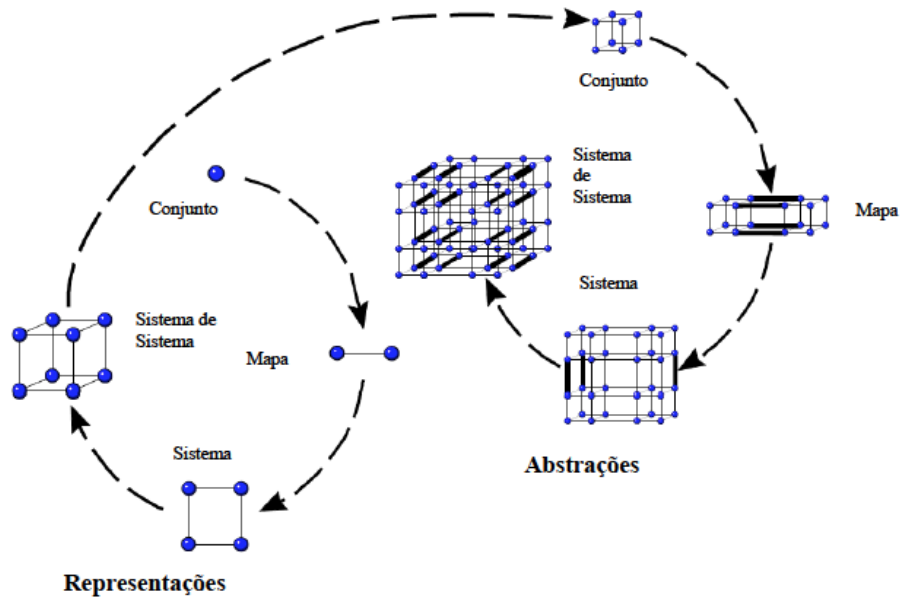 Conjunto
Sistema
de
Sistema
Mapa
Conjunto
Sistema
Sistema de
Sistema
Mapa
Sistema
Abstrações
Representações